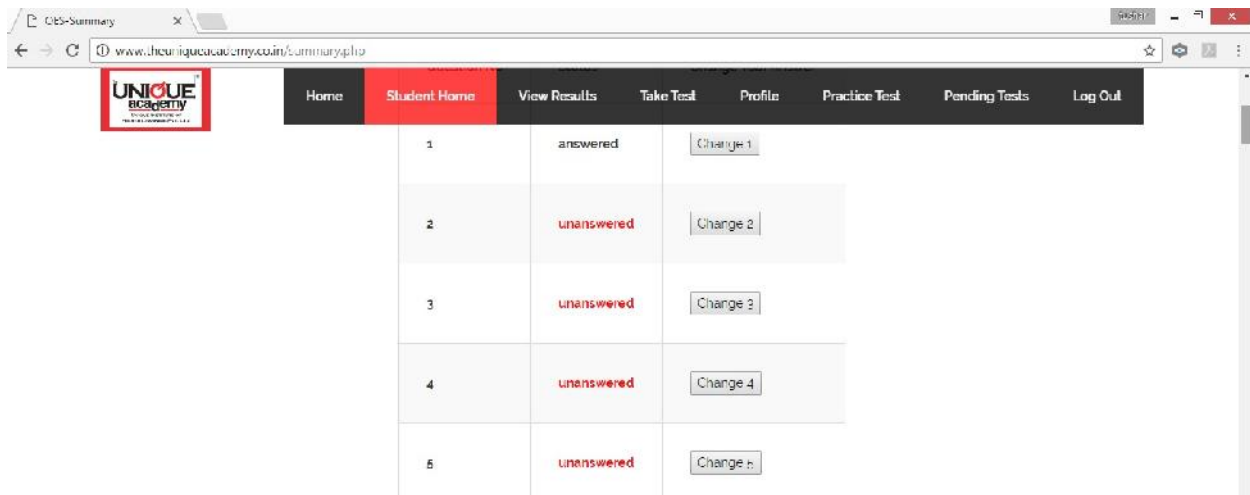 OES-Summary
www.theuniqueacademy.co.in/summary.php
UNIQUE
academy
Home Student Home View Results Take Test Profile Practice Test Pending Tests Log Out
1 answered Change 1
2 unanswered Change 2
3 unanswered Change 3
4 unanswered Change 4
5 unanswered Change 5